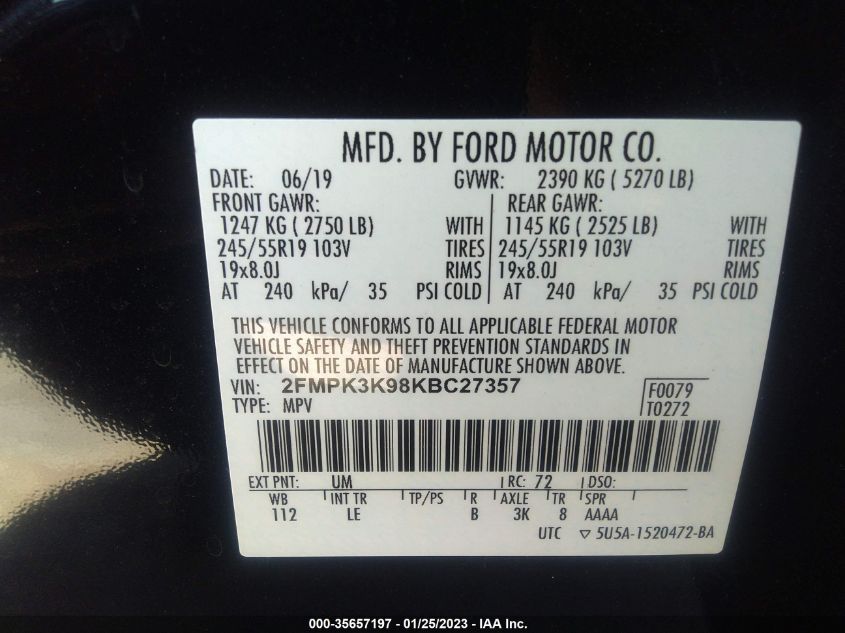 MFD. BY FORD MOTOR CO.
DATE: 06/19 GVWR: 2390 KG ( 5270 LB)
FRONT GAWR: REAR GAWR:
1247 KG ( 2750 LB) WITH 1145 KG ( 2525 LB) WITH
245/55R19 103V TIRES 245/55R19 103V TIRES
19x8.0J RIMS 19x8.0J RIMS
AT 240 kPa/ 35 PSI COLD AT 240 kPa/ 35 PSI COLD
THIS VEHICLE CONFORMS TO ALL APPLICABLE FEDERAL MOTOR
VEHICLE SAFETY AND THEFT PREVENTION STANDARDS IN
EFFECT ON THE DATE OF MANUFACTURE SHOWN ABOVE.
VIN: 2FMPK3K98KBC27357 F0079
TYPE: MPV T0272
EXT PNT: UM RC: 72 DSO:
WB INT TR TP/PS R AXLE TR SPR
112 LE B 3K 8 AAAA
UTC ▽ 5U5A-1520472-BA
000-35657197 - 01/25/2023 - IAA Inc.